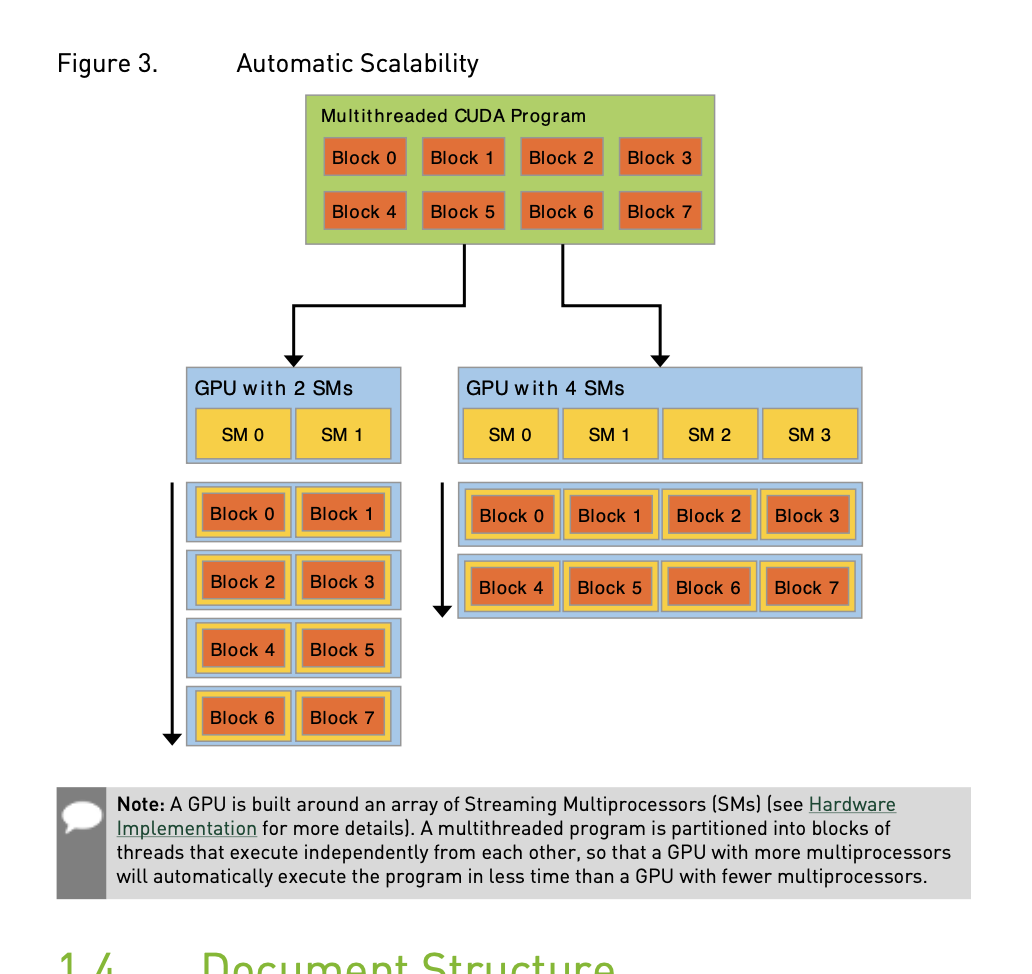 Figure 3. Automatic Scalability
Multithreaded CUDA Program
Block 0 Block 1 Block 2 Block 3
Block 4 Block 5 Block 6 Block 7
GPU with 2 SMs
SM 0 SM 1
Block 0 Block 1
Block 2 Block 3
Block 4 Block 5
Block 6 Block 7
GPU with 4 SMs
SM 0 SM 1 SM 2 SM 3
Block 0 Block 1 Block 2 Block 3
Block 4 Block 5 Block 6 Block 7
Note: A GPU is built around an array of Streaming Multiprocessors (SMs) (see Hardware
Implementation for more details). A multithreaded program is partitioned into blocks of
threads that execute independently from each other, so that a GPU with more multiprocessors
will automatically execute the program in less time than a GPU with fewer multiprocessors.
1.4 Document Structure